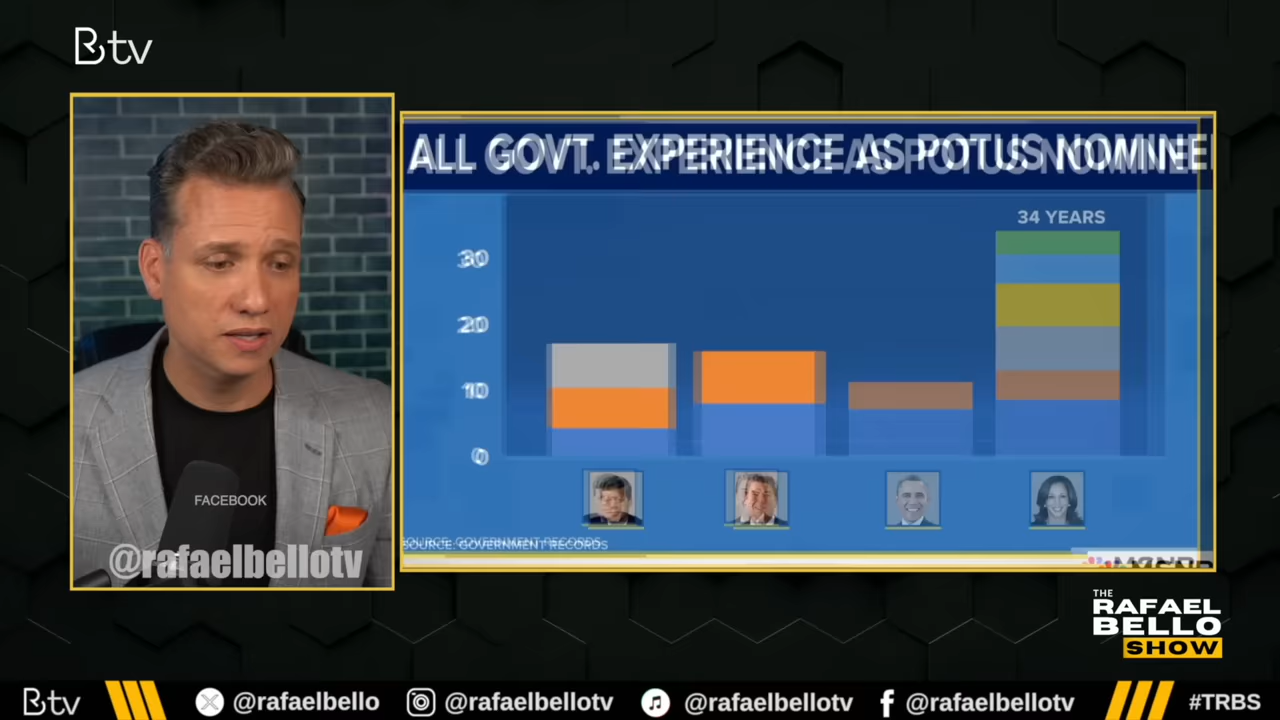 Btv
ALL GOVT. EXPERIENCE AS POTUS NOMINE
34 YEARS
30
20
10
0
FACEBOOK
@rafaelbellotv
SOURCE: GOVERNMENT RECORDS
THE
RAFAEL
BELLO
SHOW
Btv
@rafaelbello
@rafaelbellotv
@rafaelbellotv
@rafaelbellotv
#TRBS